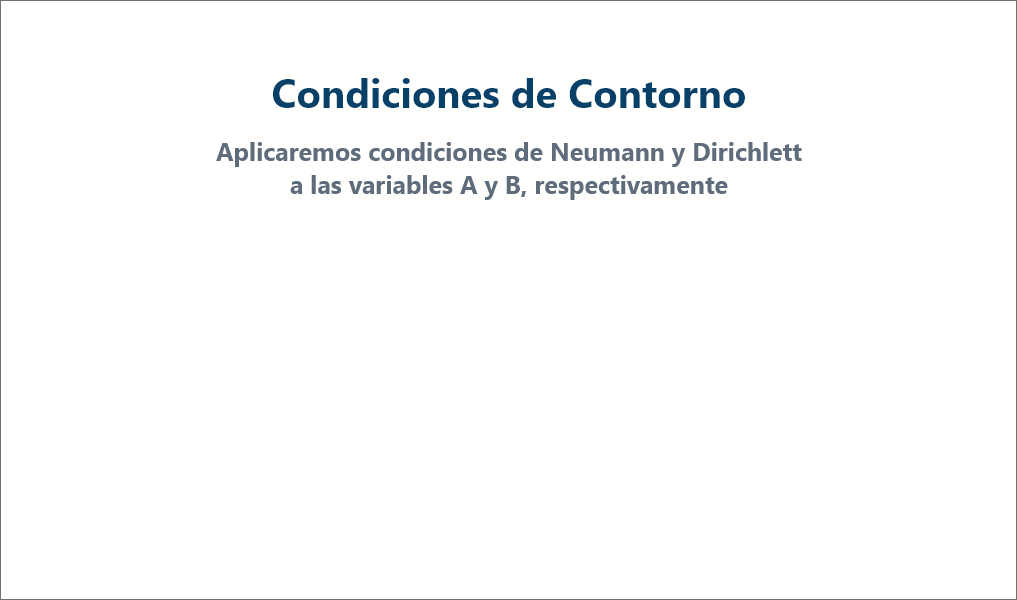 Condiciones de Contorno
Aplicaremos condiciones de Neumann y Dirichlett
a las variables A y B, respectivamente